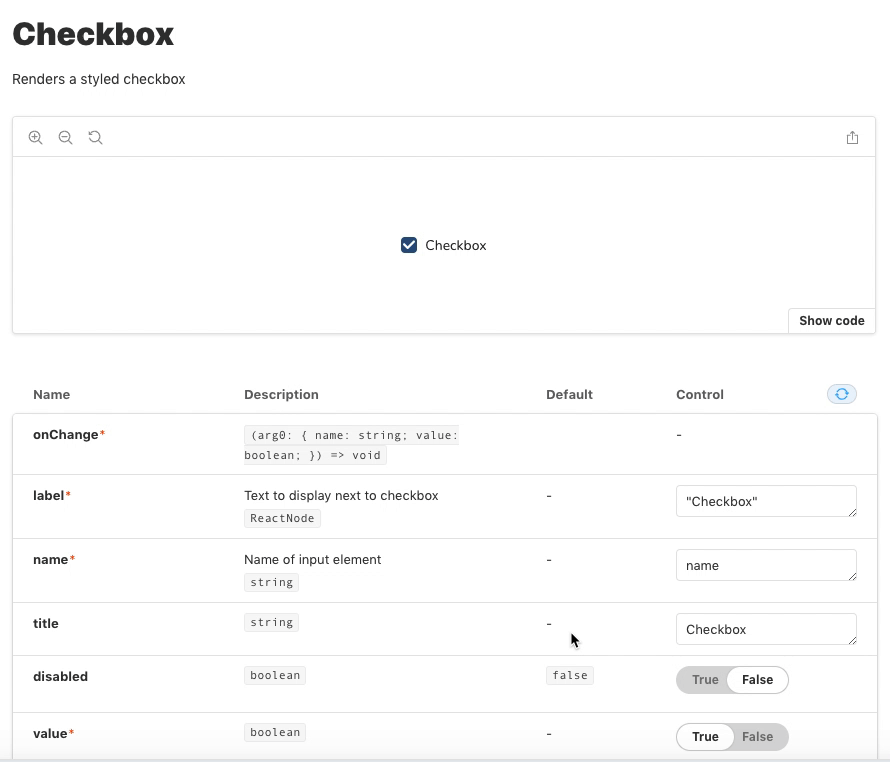 Checkbox
Renders a styled checkbox
Checkbox
Show code
Name Description Default Control
onChange* (arg0: { name: string; value: -
boolean; }) => void
label* Text to display next to checkbox - "Checkbox"
ReactNode
name* Name of input element - name
string
title string - Checkbox
disabled boolean false True False
value* boolean - True False